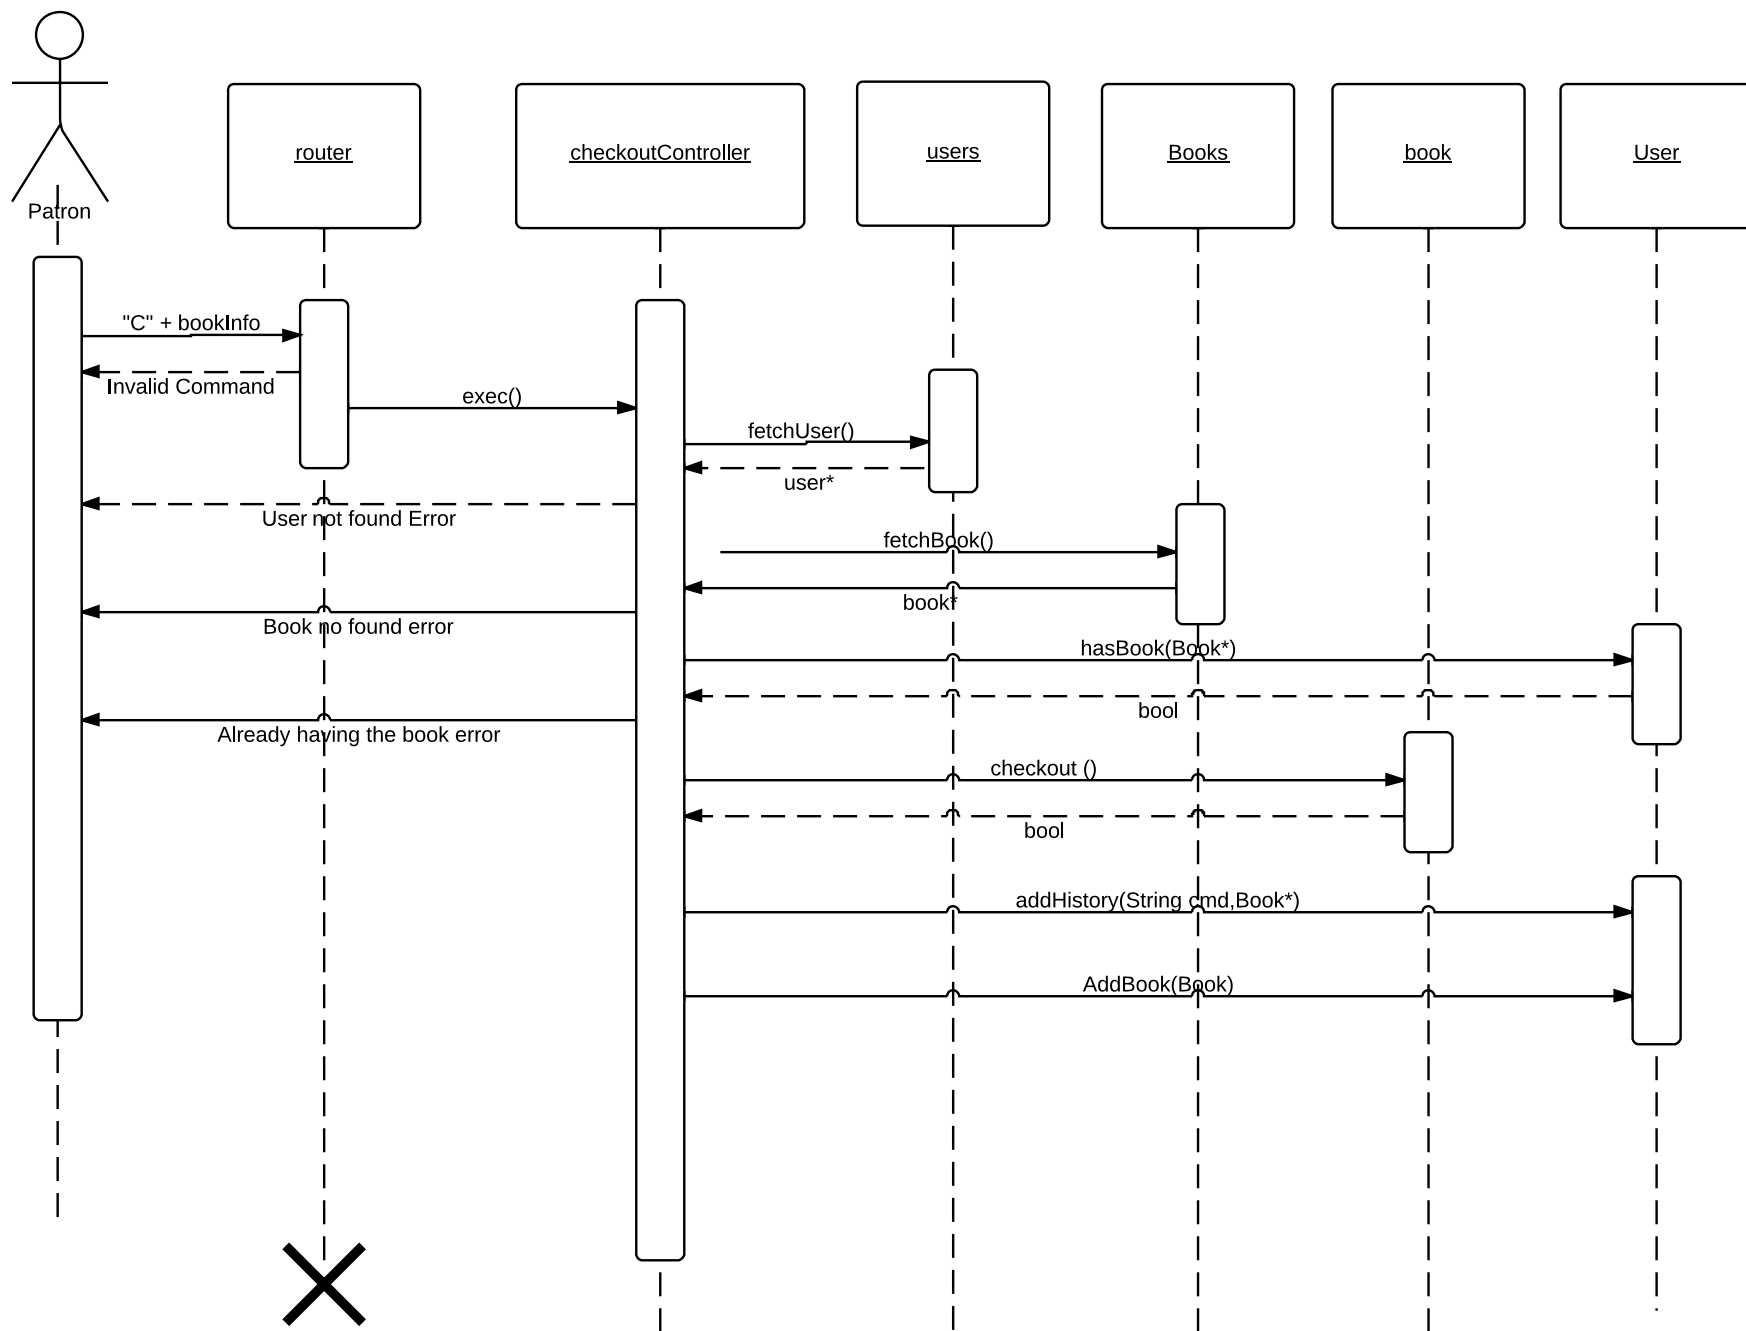 Patron
router
checkoutController
users
Books
book
User
"C" + bookInfo
Invalid Command
exec()
fetchUser()
user*
User not found Error
fetchBook()
book*
Book no found error
hasBook(Book*)
bool
Already having the book error
checkout ()
bool
addHistory(String cmd,Book*)
AddBook(Book)